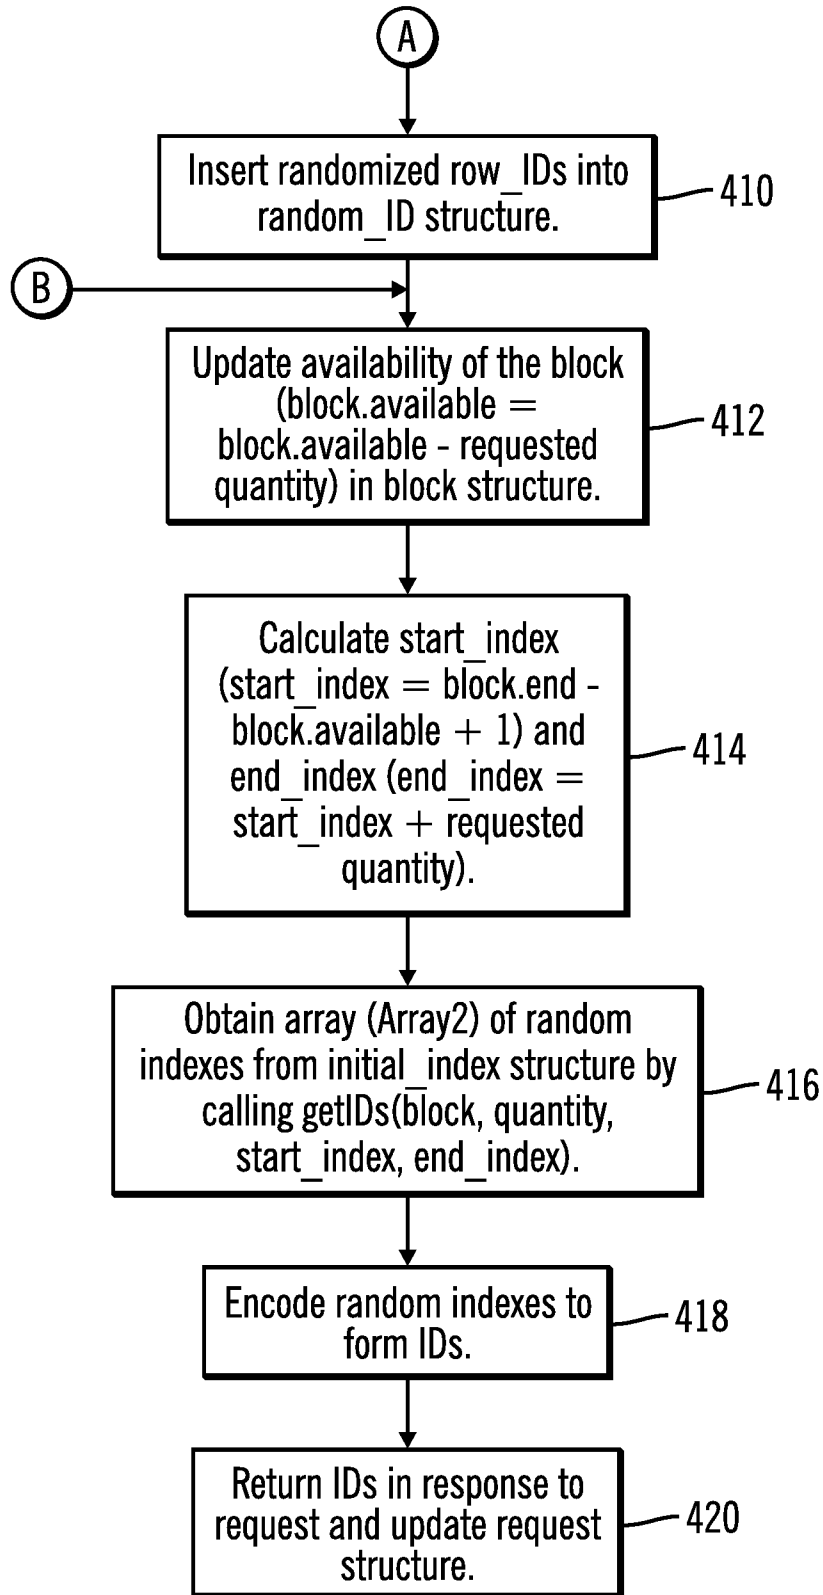 A
Insert randomized row_IDs into
random_ID structure.
410
B
Update availability of the block
(block.available =
block.available - requested
quantity) in block structure.
412
Calculate start_index
(start_index = block.end -
block.available + 1) and
end_index (end_index =
start_index + requested
quantity).
414
Obtain array (Array2) of random
indexes from initial_index structure by
calling getIDs(block, quantity,
start_index, end_index).
416
Encode random indexes to
form IDs.
418
Return IDs in response to
request and update request
structure.
420